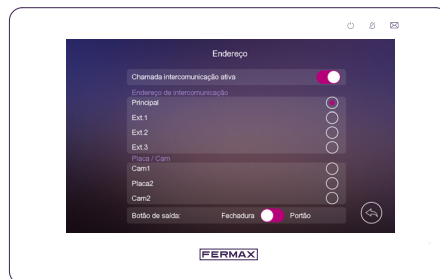 Endereço
Chamada intercomunicação ativa
Endereço de intercomunicação
Principal
Ext.1
Ext.2
Ext.3
Placa / Cam
Cam1
Placa2
Cam2
Botão de saída: Fechadura Portão
FERMAX